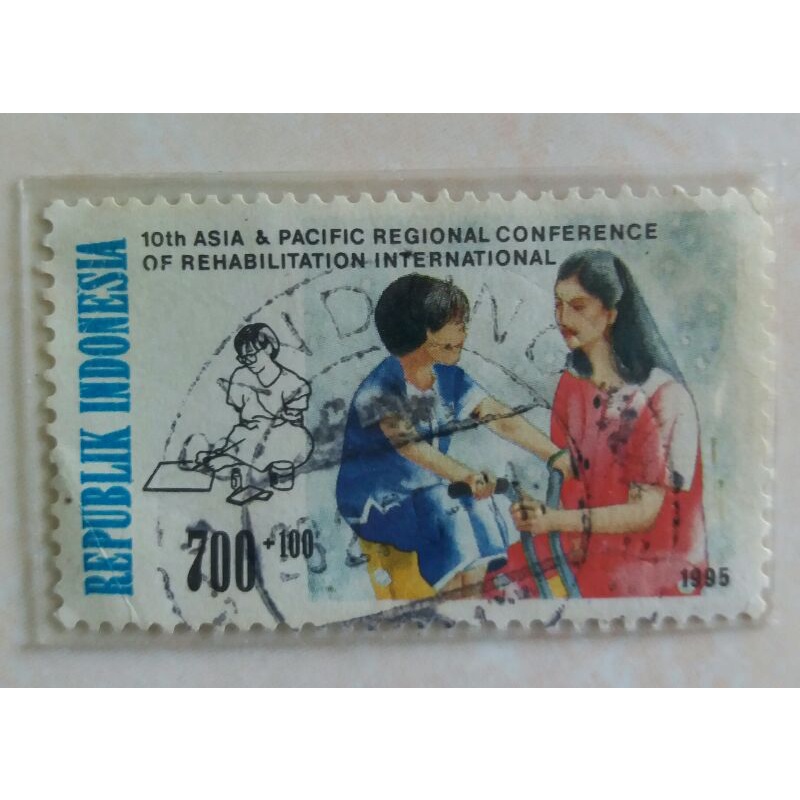 10th ASIA & PACIFIC REGIONAL CONFERENCE
OF REHABILITATION INTERNATIONAL
REPUBLIK INDONESIA
700 +100
1995